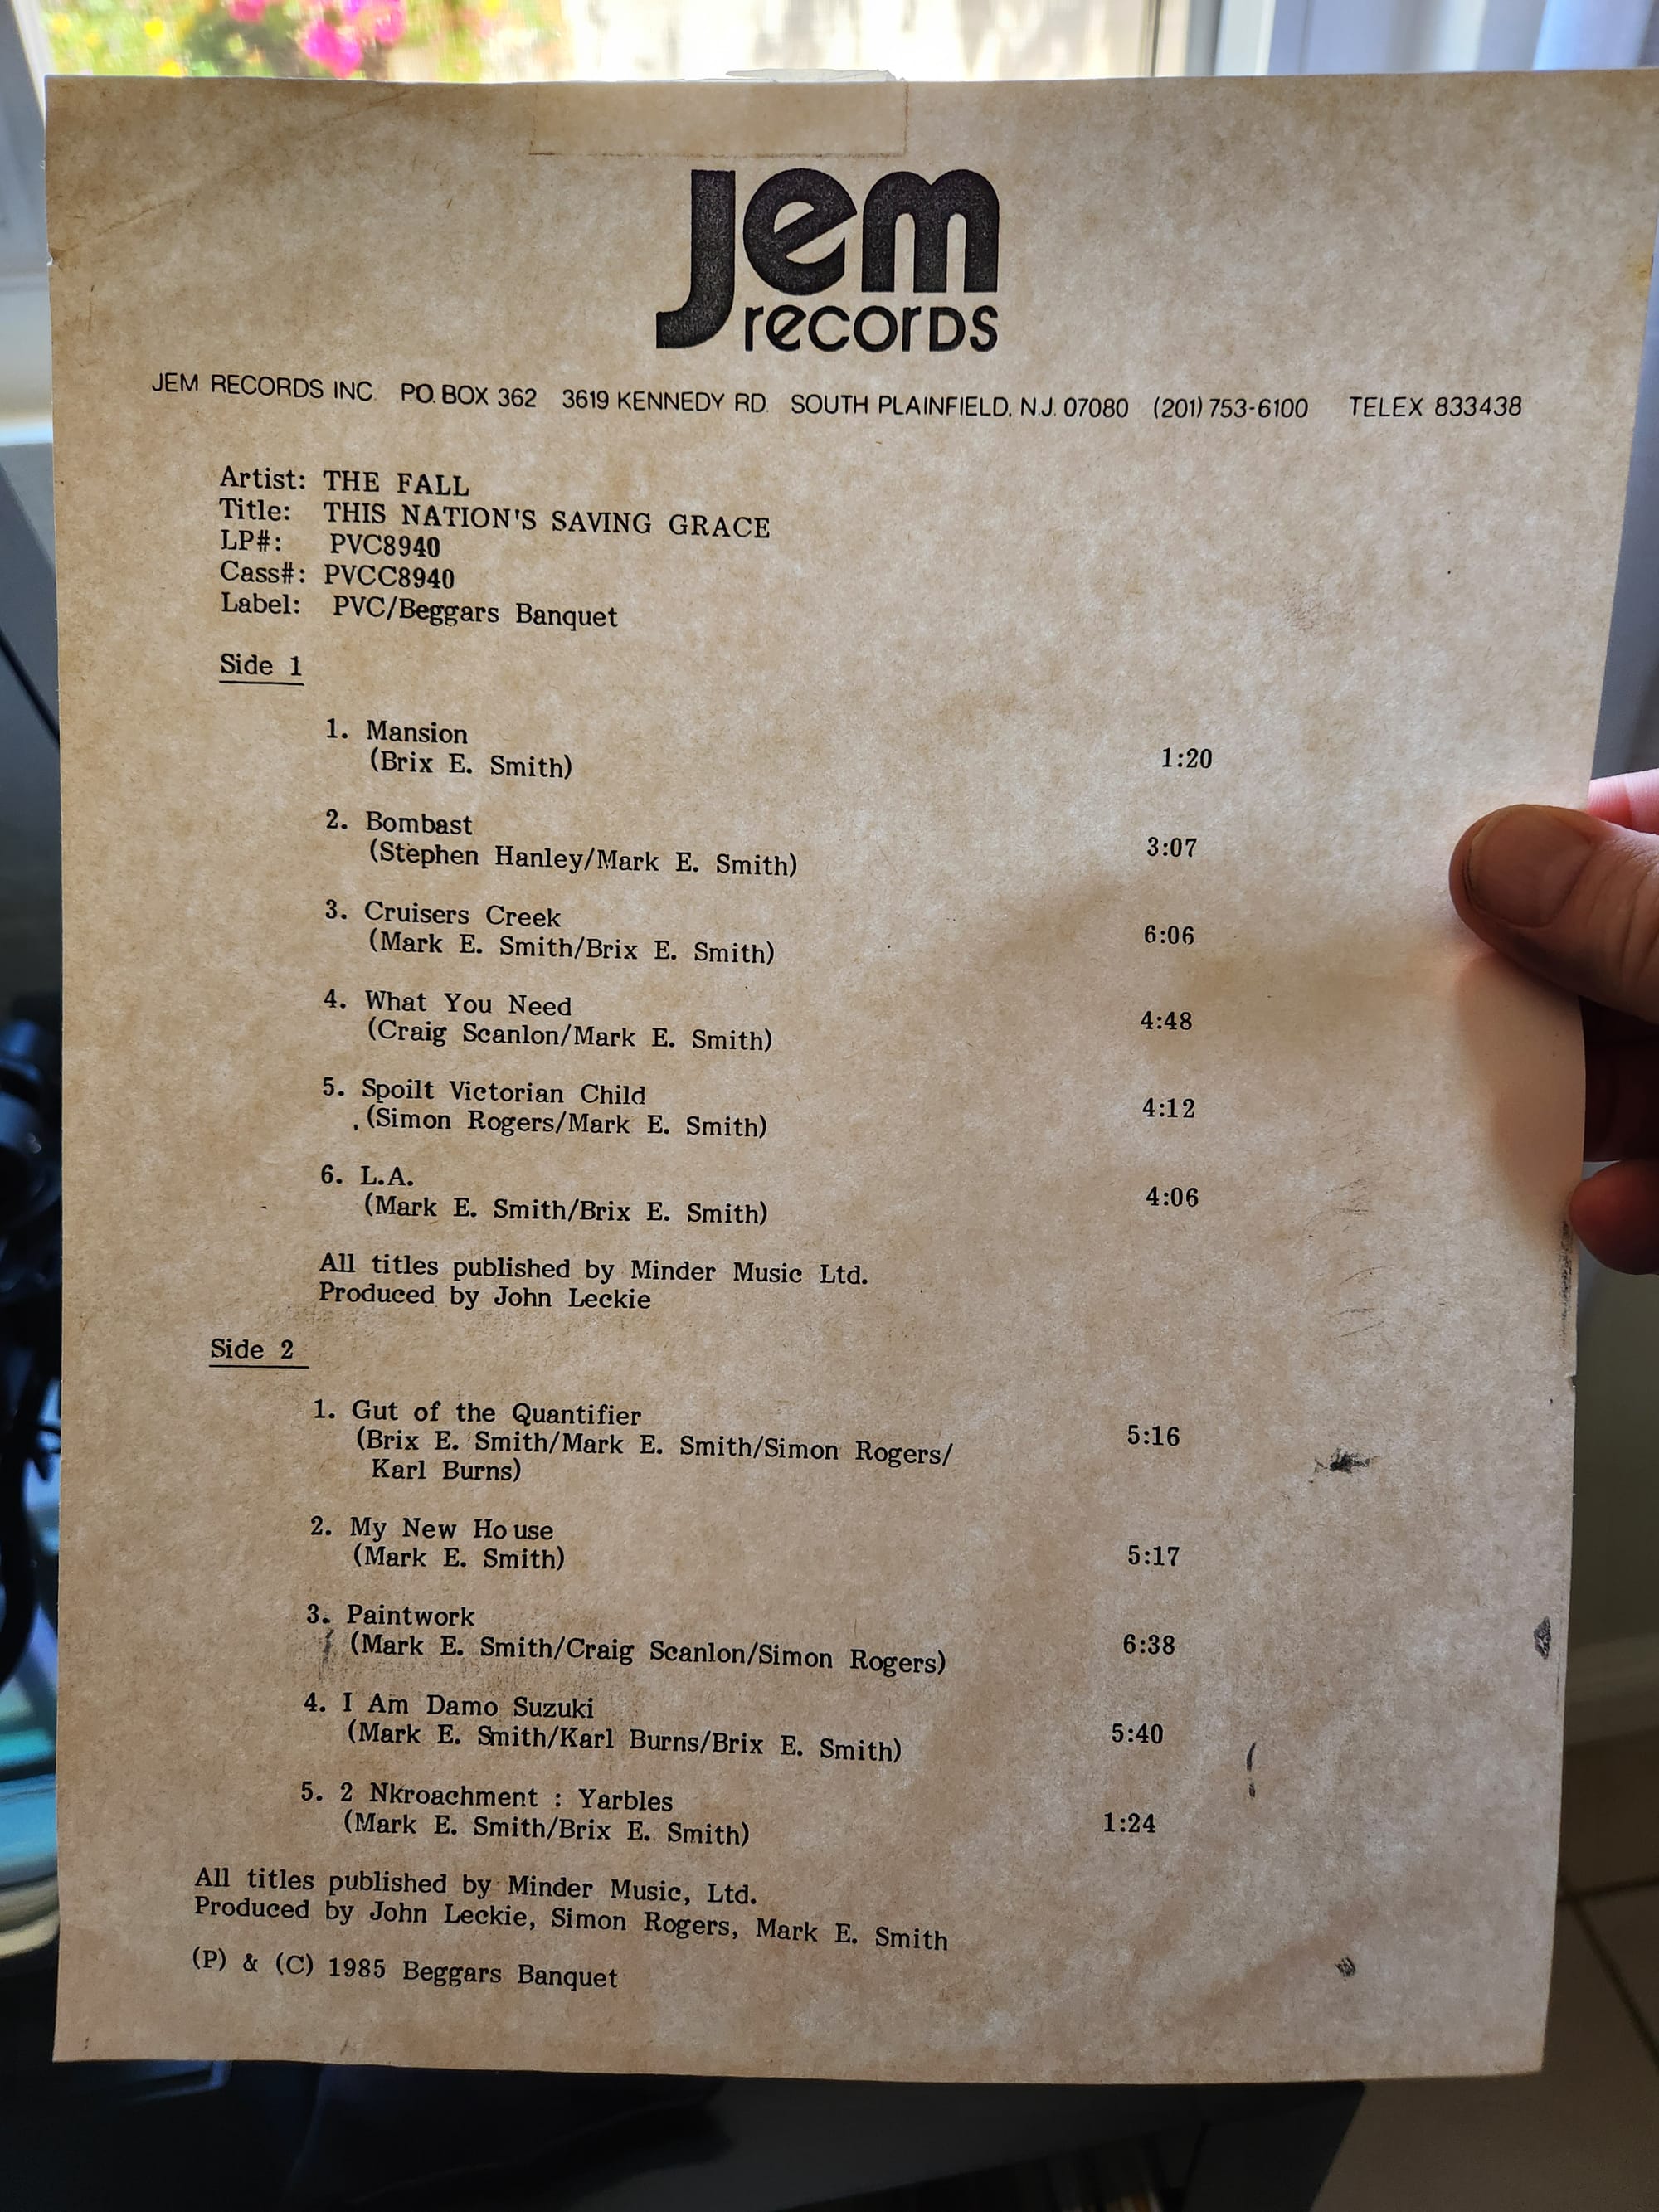 jem
records
JEM RECORDS INC. P.O. BOX 362 3619 KENNEDY RD. SOUTH PLAINFIELD, N.J. 07080 (201) 753-6100 TELEX 833438
Artist: THE FALL
Title: THIS NATION'S SAVING GRACE
LP#: PVC8940
Cass#: PVCC8940
Label: PVC/Beggars Banquet
Side 1
1. Mansion
(Brix E. Smith) 1:20
2. Bombast
(Stephen Hanley/Mark E. Smith) 3:07
3. Cruisers Creek
(Mark E. Smith/Brix E. Smith) 6:06
4. What You Need
(Craig Scanlon/Mark E. Smith) 4:48
5. Spoilt Victorian Child
(Simon Rogers/Mark E. Smith) 4:12
6. L.A.
(Mark E. Smith/Brix E. Smith) 4:06
All titles published by Minder Music Ltd.
Produced by John Leckie
Side 2
1. Gut of the Quantifier
(Brix E. Smith/Mark E. Smith/Simon Rogers/ 5:16
Karl Burns)
2. My New House
(Mark E. Smith) 5:17
3. Paintwork
(Mark E. Smith/Craig Scanlon/Simon Rogers) 6:38
4. I Am Damo Suzuki
(Mark E. Smith/Karl Burns/Brix E. Smith) 5:40
5. 2 Nkroachment : Yarbles
(Mark E. Smith/Brix E. Smith) 1:24
All titles published by Minder Music, Ltd.
Produced by John Leckie, Simon Rogers, Mark E. Smith
(P) & (C) 1985 Beggars Banquet